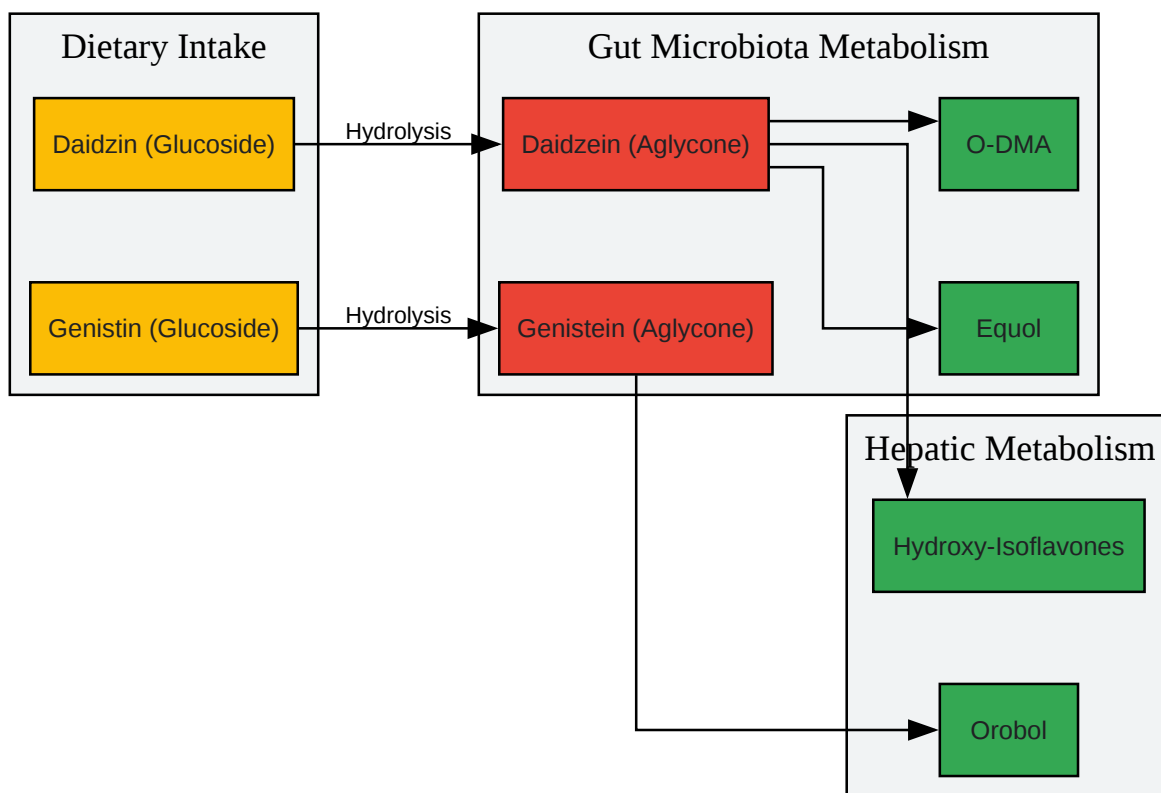 Dietary Intake
Gut Microbiota Metabolism
Daidzin (Glucoside)
Hydrolysis
Daidzein (Aglycone)
O-DMA
Genistin (Glucoside)
Hydrolysis
Genistein (Aglycone)
Equol
Hepatic Metabolism
Hydroxy-Isoflavones
Orobol